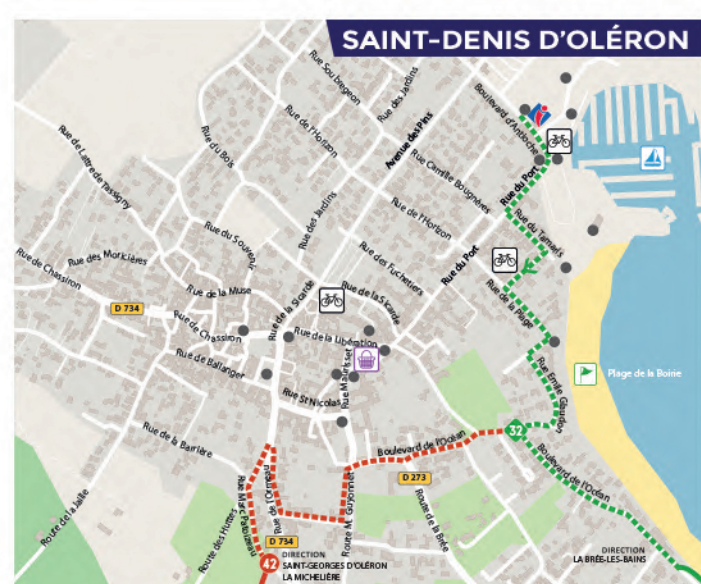 SAINT-DENIS D'OLÉRON
Rue Soubregeon
Rue des Jardins
Boulevard d'Antioche
Rue de l'Horizon
Avenue des Pins
Rue du Bois
Rue de Lattre de Tassigny
Rue Camille Bougnères
Rue du Port
Rue des Jardins
Rue de l'Horizon
Rue du Tamaris
Rue du Souvenir
Rue des Moricières
Rue des Fuchetiers
Rue du Port
Rue de Chassiron
Rue de la Muse
Rue de la Sicarde
Rue de la Sicarde
Rue de la Plage
D 734
Rue de Chassiron
Rue de la Libération
Rue de Ballanger
Rue Maurisset
Rue Emile Gleudon
Plage de la Boirie
Rue St Nicolas
Rue de la Barrière
32
Boulevard de l'Océan
Boulevard de l'Océan
D 273
Rue de l'Ormeau
Rue Marc Patoizeau
Route M. Guyonnet
Route de la Brée
Route de la Jaille
Route des Huttes
D 734
42
DIRECTION
SAINT-GEORGES D'OLÉRON
LA MICHELIÈRE
DIRECTION
LA BRÉE-LES-BAINS